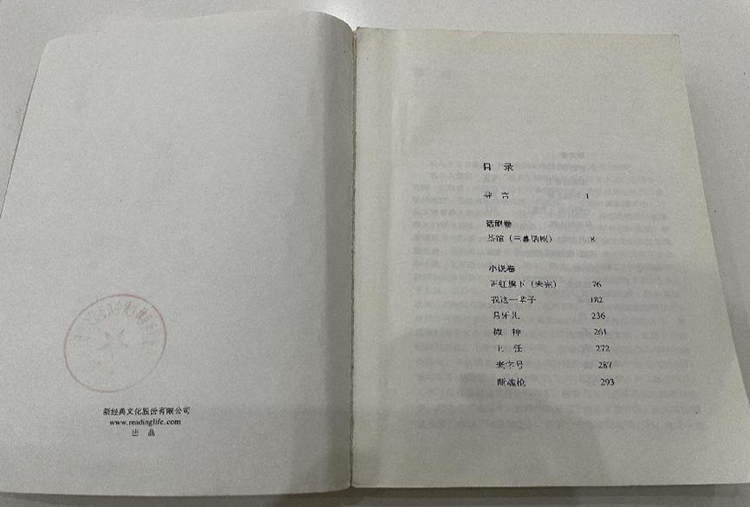 新经典文化股份有限公司
www.readinglife.com
出 品
目 录
导 言 1
话剧卷
茶馆（三幕话剧） 8
小说卷
正红旗下（未完） 76
我这一辈子 182
月牙儿 236
微 神 261
上 任 272
老字号 287
断魂枪 293